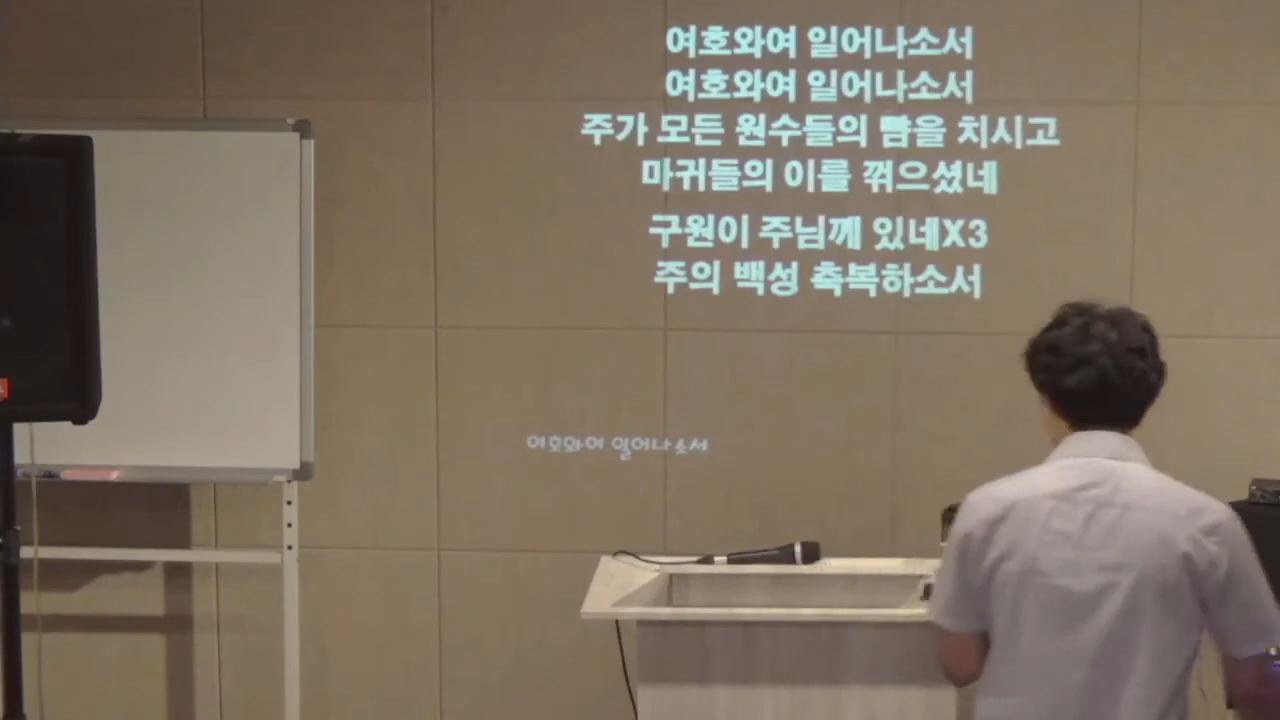 여호와여 일어나소서
여호와여 일어나소서
주가 모든 원수들의 뺨을 치시고
마귀들의 이를 꺾으셨네
구원이 주님께 있네X3
주의 백성 축복하소서
여호와여 일어나소서